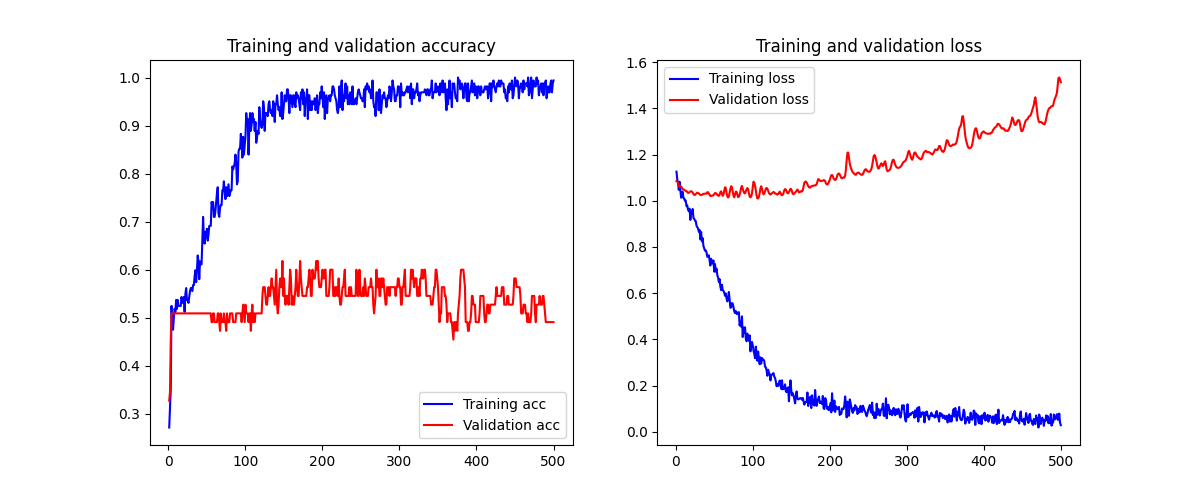 Training and validation accuracy
1.0
0.9
0.8
0.7
0.6
0.5
0.4
0.3
Training acc
Validation acc
0 100 200 300 400 500
Training and validation loss
1.6
1.4
1.2
1.0
0.8
0.6
0.4
0.2
0.0
Training loss
Validation loss
0 100 200 300 400 500